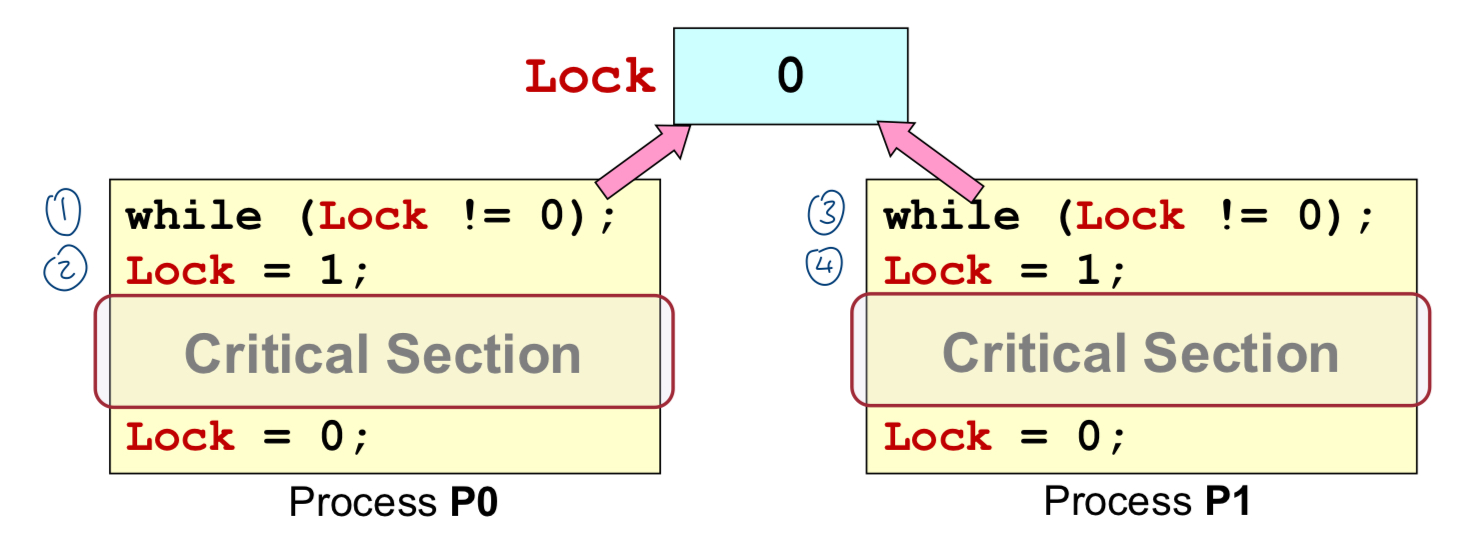 Lock 0
① while (Lock != 0);
② Lock = 1;
Critical Section
Lock = 0;
Process P0
③ while (Lock != 0);
④ Lock = 1;
Critical Section
Lock = 0;
Process P1